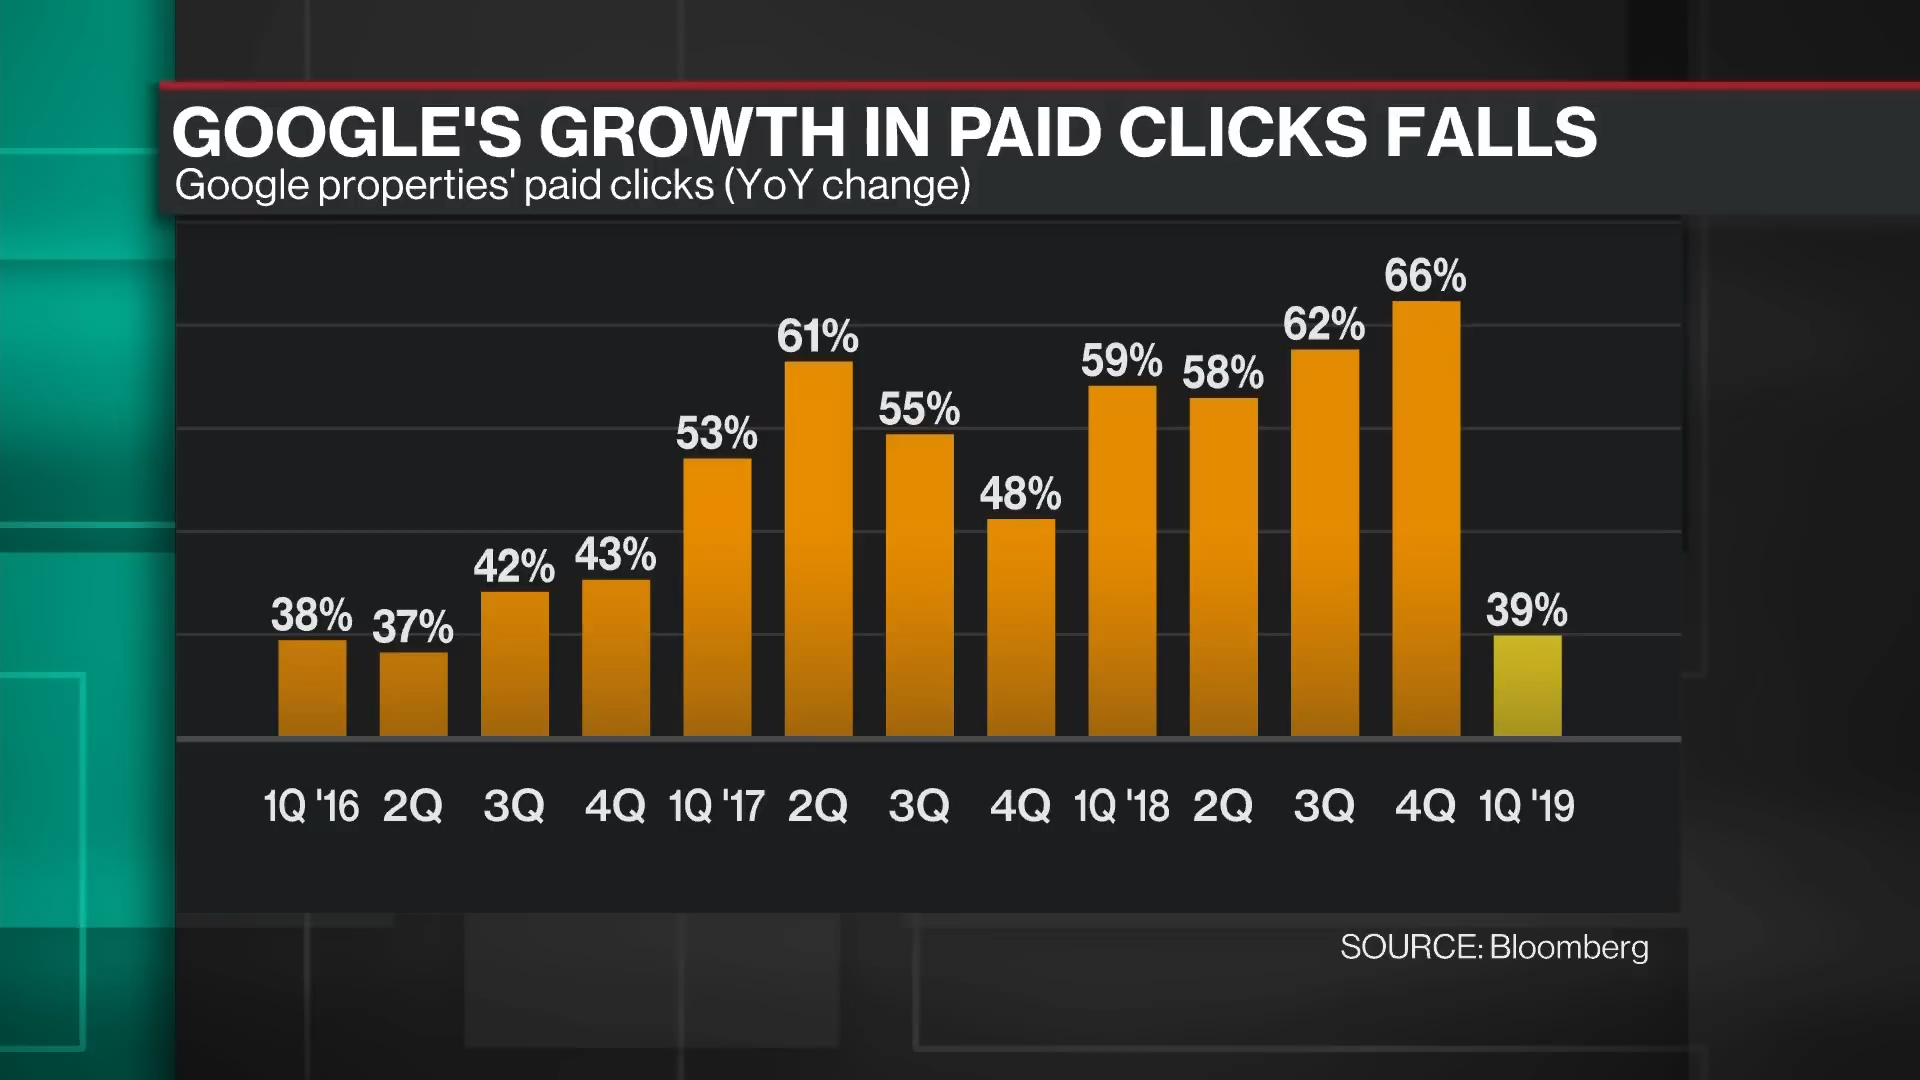 GOOGLE'S GROWTH IN PAID CLICKS FALLS
Google properties' paid clicks (YoY change)
38% 37% 42% 43% 53% 61% 55% 48% 59% 58% 62% 66% 39%
1Q '16 2Q 3Q 4Q 1Q '17 2Q 3Q 4Q 1Q '18 2Q 3Q 4Q 1Q '19
SOURCE: Bloomberg